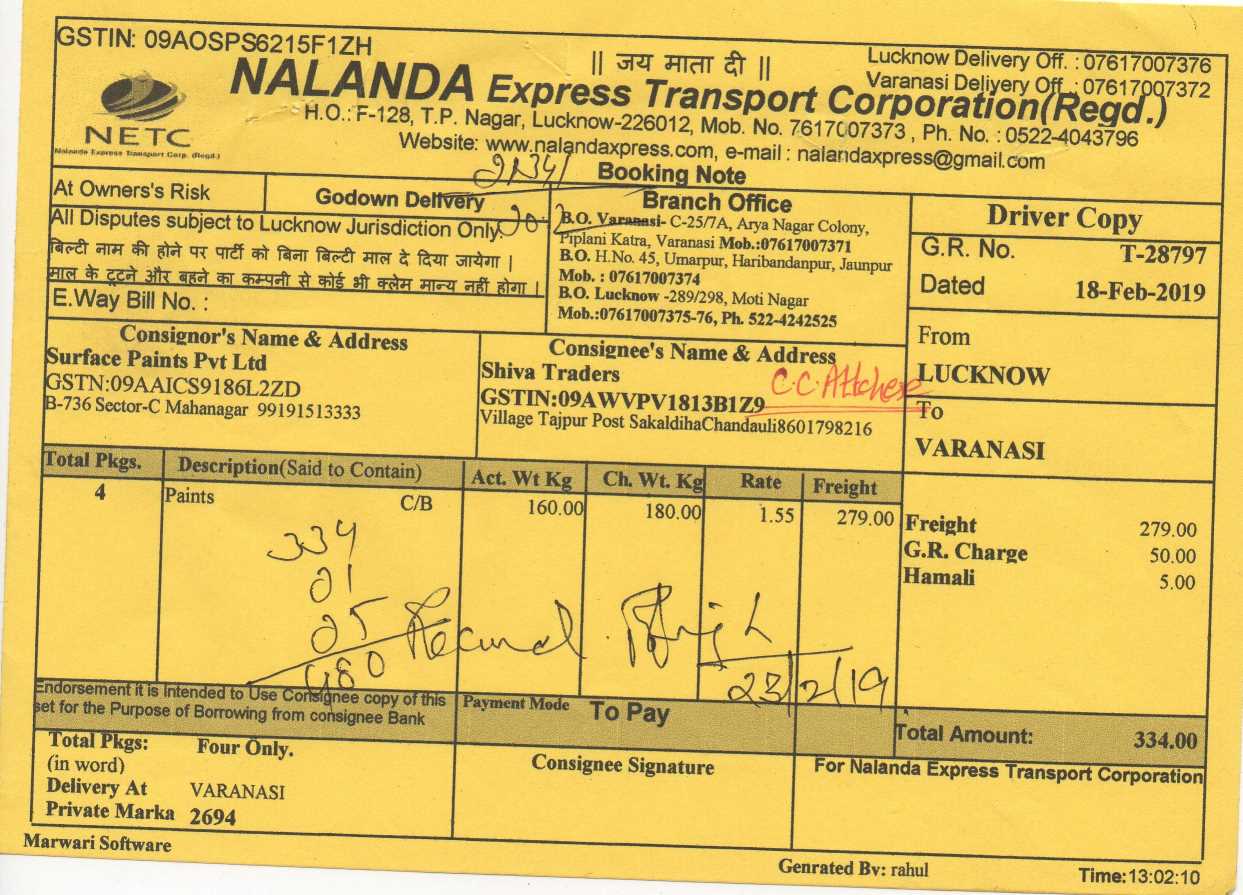 GSTIN: 09AOSPS6215F1ZH
|| जय माता दी ||
Lucknow Delivery Off. : 07617007376
Varanasi Delivery Off. : 07617007372
NETC
Nalanda Express Transport Corp. (Regd.)
NALANDA Express Transport Corporation(Regd.)
H.O.: F-128, T.P. Nagar, Lucknow-226012, Mob. No. 7617007373 , Ph. No. : 0522-4043796
Website: www.nalandaxpress.com, e-mail : nalandaxpress@gmail.com
Booking Note
At Owners's Risk
Godown Delivery
All Disputes subject to Lucknow Jurisdiction Only.
बिल्टी नाम की होने पर पार्टी को बिना बिल्टी माल दे दिया जायेगा |
माल के टूटने और बहने का कम्पनी से कोई भी क्लेम मान्य नहीं होगा |
E.Way Bill No. :
Branch Office
B.O. Varanasi- C-25/7A, Arya Nagar Colony,
Piplani Katra, Varanasi Mob.:07617007371
B.O. H.No. 45, Umarpur, Haribandanpur, Jaunpur
Mob. : 07617007374
B.O. Lucknow -289/298, Moti Nagar
Mob.:07617007375-76, Ph. 522-4242525
Driver Copy
G.R. No. T-28797
Dated 18-Feb-2019
Consignor's Name & Address
Surface Paints Pvt Ltd
GSTN:09AAICS9186L2ZD
B-736 Sector-C Mahanagar 99191513333
Consignee's Name & Address
Shiva Traders
C.C.
GSTIN:09AWVPV1813B1Z9
Village Tajpur Post SakaldihaChandauli8601798216
From
LUCKNOW
To
VARANASI
Total Pkgs. Description(Said to Contain) Act. Wt Kg Ch. Wt. Kg Rate Freight
4 Paints C/B 160.00 180.00 1.55 279.00
Freight 279.00
G.R. Charge 50.00
Hamali 5.00
334
23/2/19
Endorsement it is Intended to Use Consignee copy of this
set for the Purpose of Borrowing from consignee Bank
Payment Mode To Pay
Total Amount: 334.00
Total Pkgs: Four Only.
(in word)
Delivery At VARANASI
Private Marka 2694
Consignee Signature
For Nalanda Express Transport Corporation
Marwari Software
Genrated By: rahul
Time:13:02:10